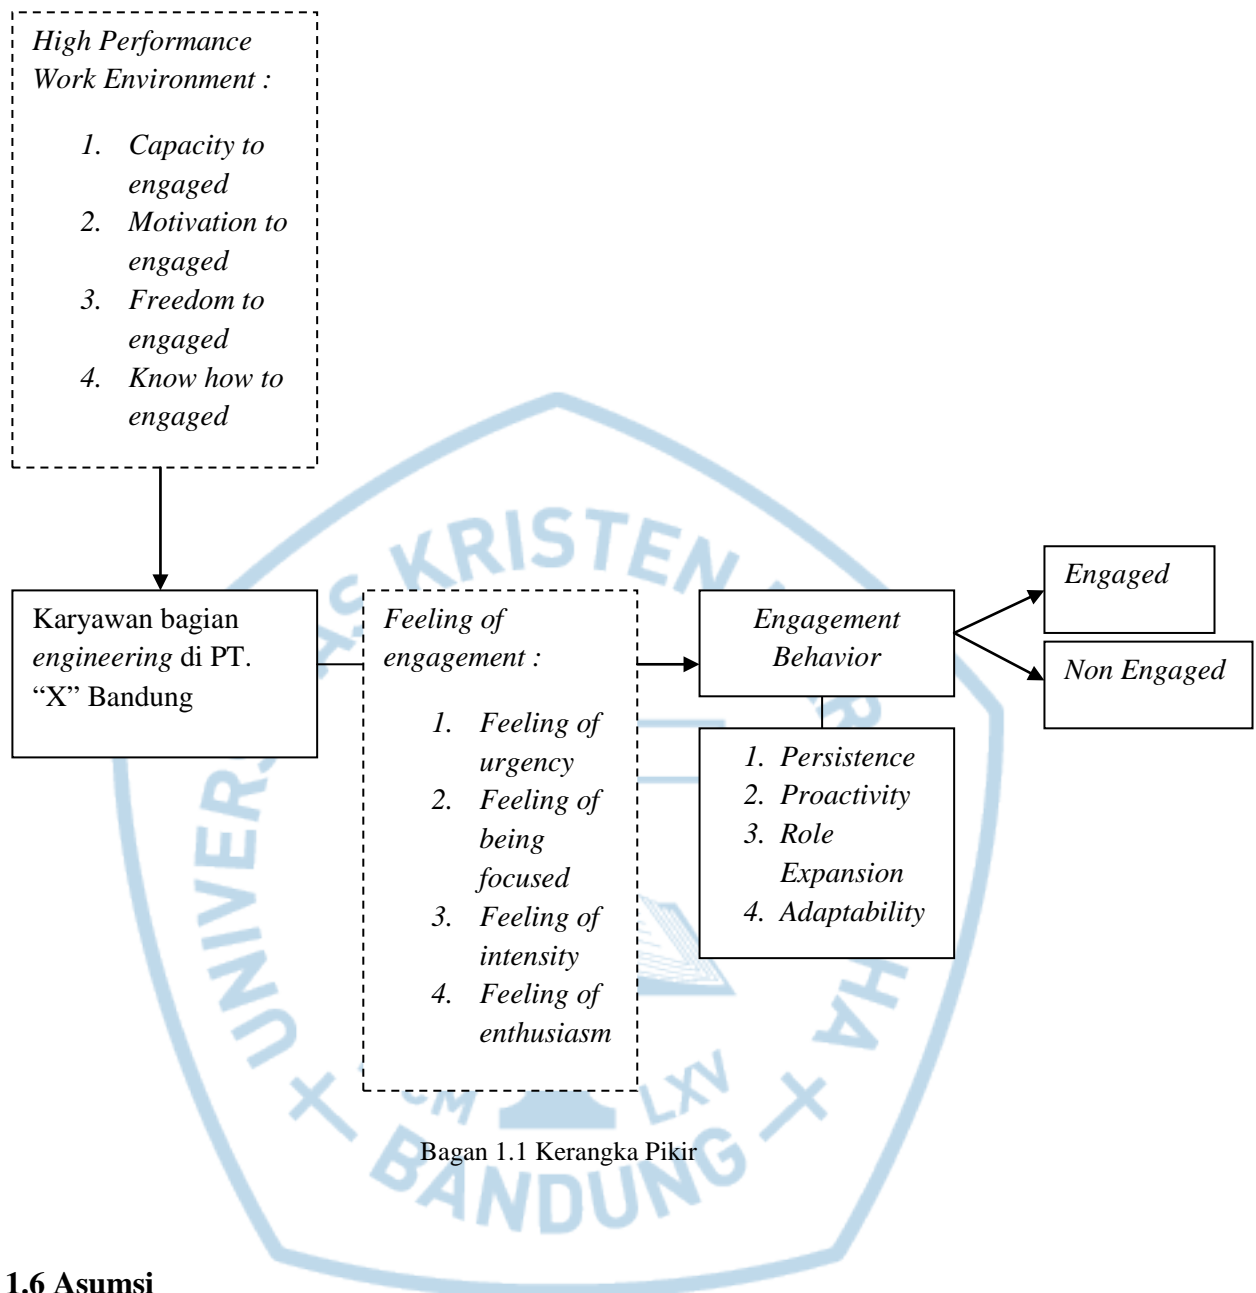 High Performance
Work Environment :
1. Capacity to
engaged
2. Motivation to
engaged
3. Freedom to
engaged
4. Know how to
engaged
Karyawan bagian
engineering di PT.
“X” Bandung
Feeling of
engagement :
1. Feeling of
urgency
2. Feeling of
being
focused
3. Feeling of
intensity
4. Feeling of
enthusiasm
Engagement
Behavior
1. Persistence
2. Proactivity
3. Role
Expansion
4. Adaptability
Engaged
Non Engaged
KRISTEN
BANDUNG
LXV
Bagan 1.1 Kerangka Pikir
1.6 Asumsi